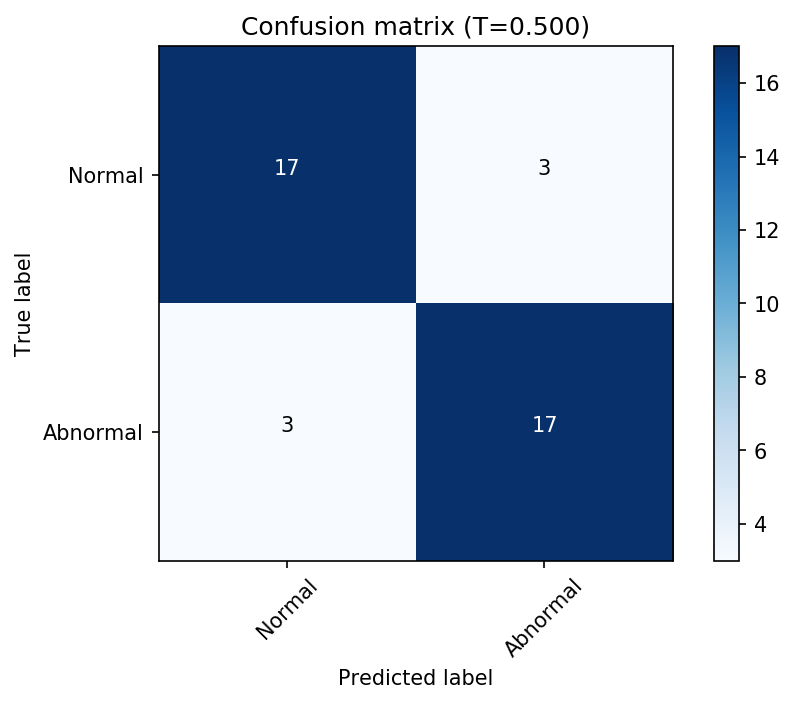 Confusion matrix (T=0.500)
True label
Normal
Abnormal
17
3
3
17
Normal
Abnormal
Predicted label
16
14
12
10
8
6
4